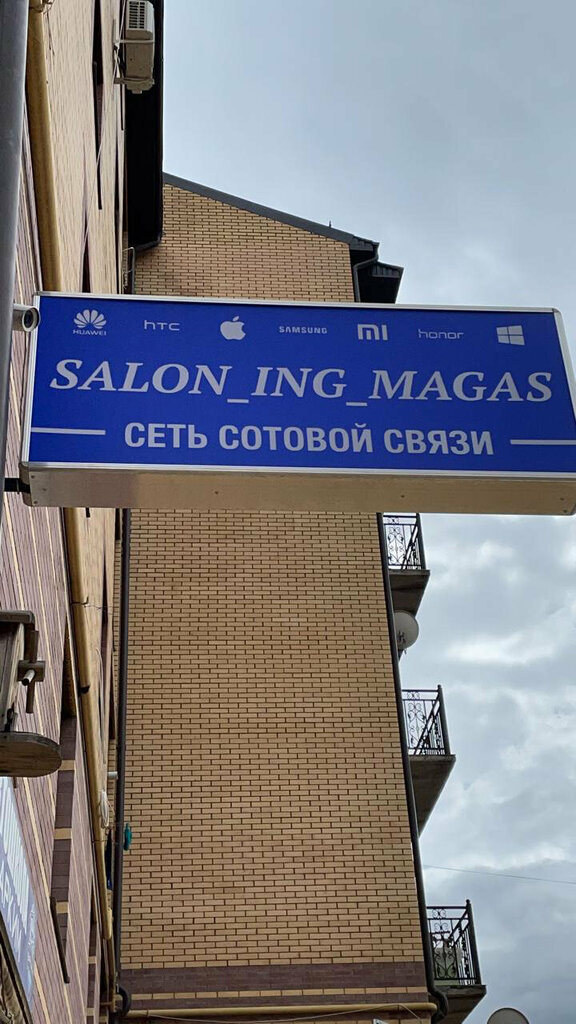 HUAWEI hTC SAMSUNG mi honor
SALON_ING_MAGAS
СЕТЬ СОТОВОЙ СВЯЗИ